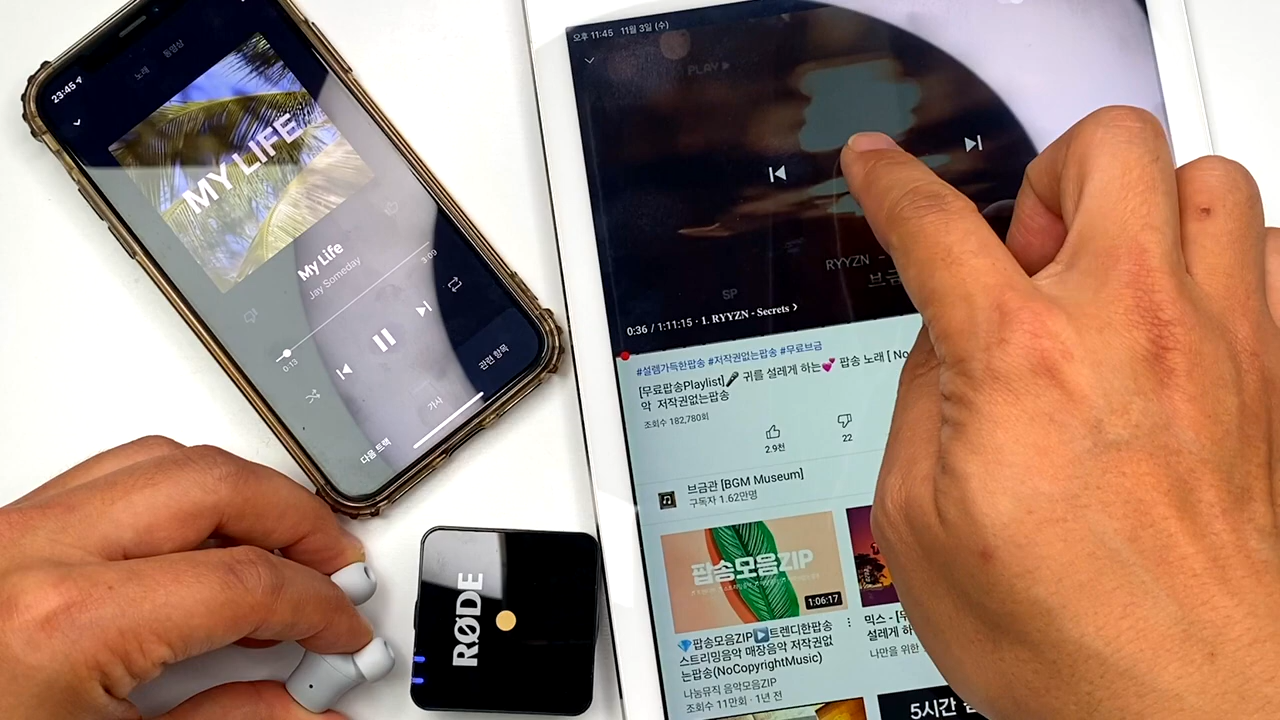 23:45
노래
동영상
MY LIFE
My Life
Jay Someday
0:13
3:09
가사
관련 항목
다음 트랙
RØDE
오후 11:45 11월 3일 (수)
PLAY
RYYZN -
브금
SP
0:36 / 1:11:15 · 1. RYYZN - Secrets
#설렘가득한팝송 #저작권없는팝송 #무료브금
[무료팝송Playlist]🎤 귀를 설레게 하는💕 팝송 노래 [ No
악 저작권없는팝송
조회수 182,780회
2.9천
22
브금관 [BGM Museum]
구독자 1.62만명
팝송모음ZIP
1:06:17
💎팝송모음ZIP▶️트렌디한팝송
스트리밍음악 매장음악 저작권없
는팝송(NoCopyrightMusic)
나눔뮤직 음악모음ZIP
조회수 11만회 · 1년 전
믹스 - [무
설레게 하
나만을 위한
5시간